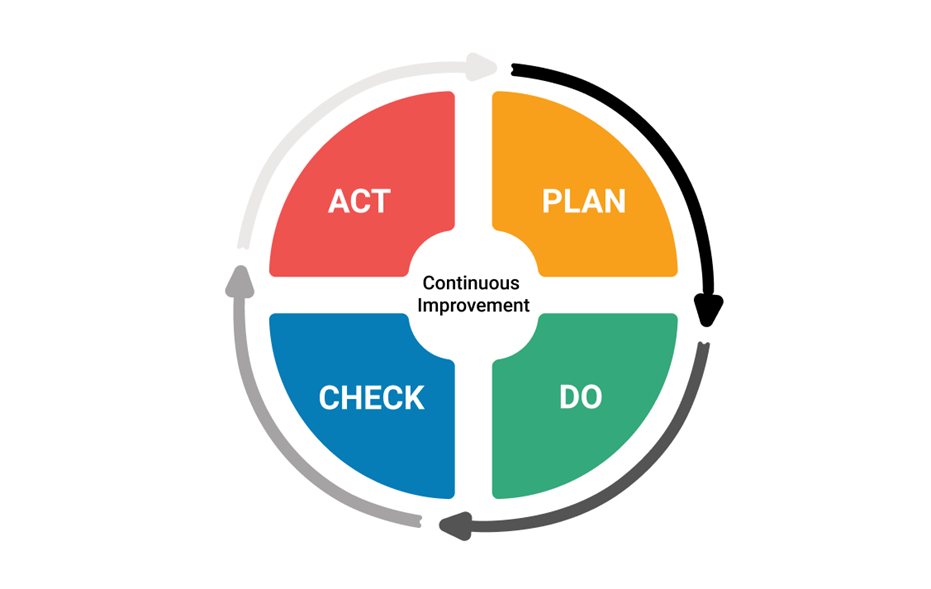 ACT
PLAN
Continuous
Improvement
CHECK
DO